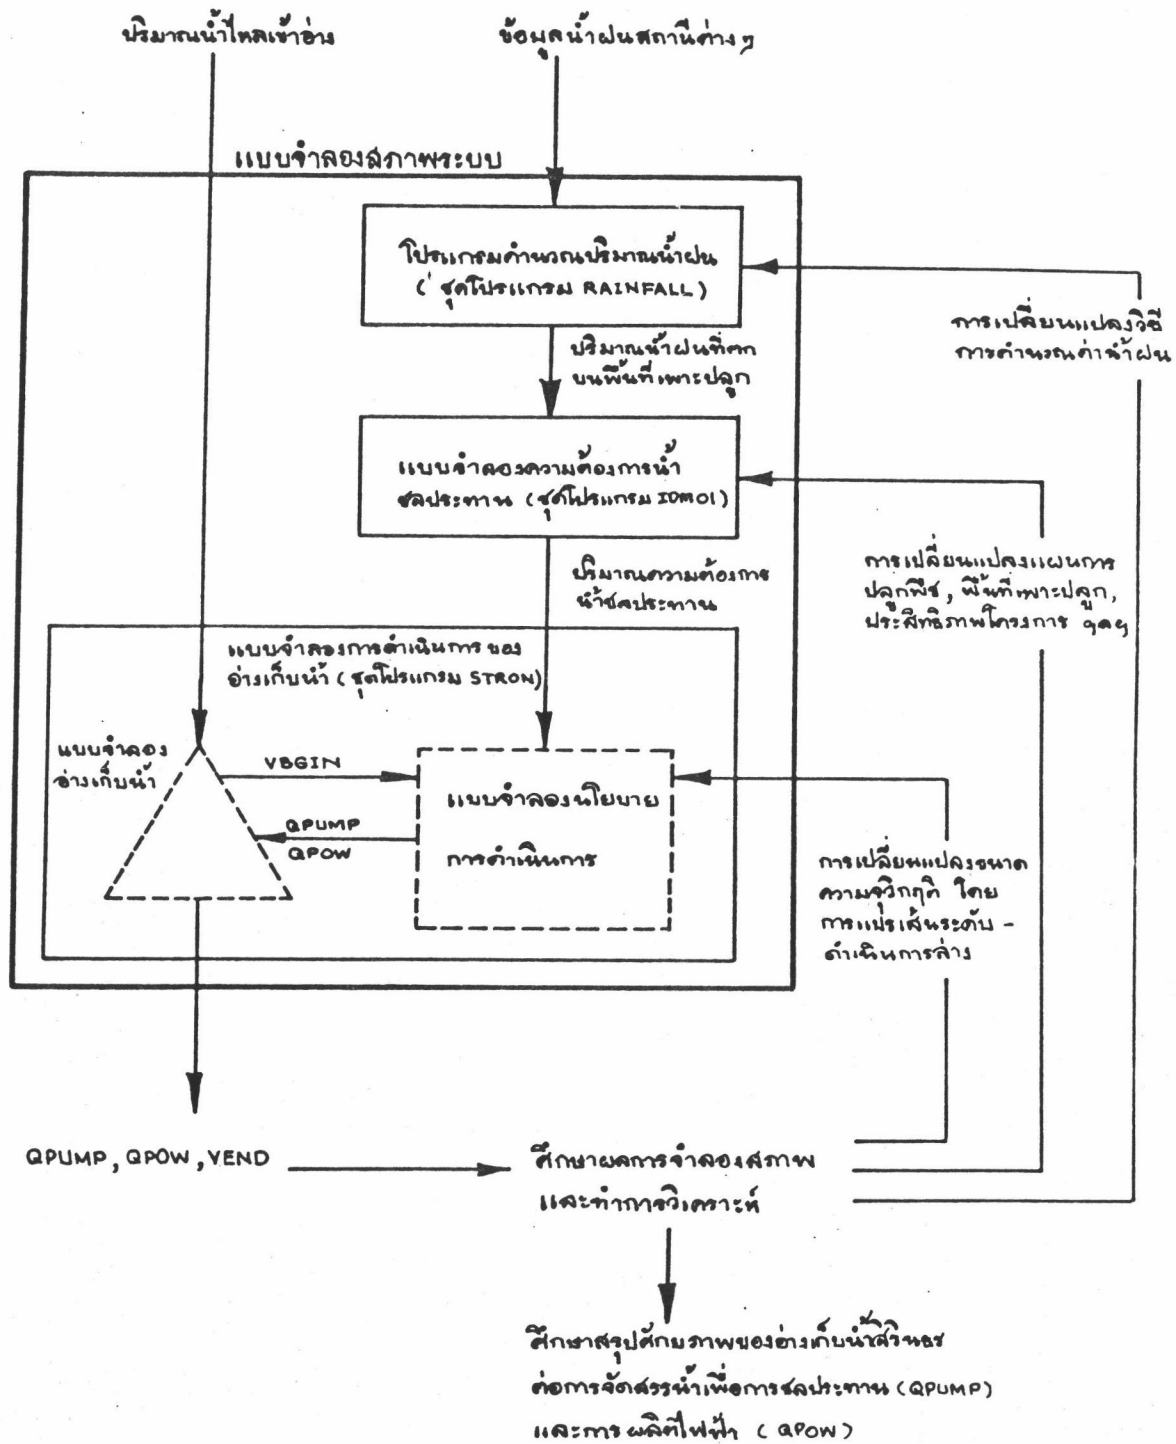 ปริมาณน้ำไหลเข้าอ่าง
ข้อมูลน้ำฝนสถานีต่างๆ
แบบจำลองสภาพระบบ
โปรแกรมคำนวณปริมาณน้ำฝน
( ชุดโปรแกรม RAINFALL)
การเปลี่ยนแปลงวิธี
การคำนวณค่าน้ำฝน
ปริมาณน้ำฝนที่ตก
บนพื้นที่เพาะปลูก
แบบจำลองความต้องการน้ำ
ชลประทาน (ชุดโปรแกรม IDM01)
การเปลี่ยนแปลงแผนการ
ปลูกพืช, พื้นที่เพาะปลูก,
ประสิทธิภาพโครงการ ฯลฯ
ปริมาณความต้องการ
น้ำชลประทาน
แบบจำลองการดำเนินการของ
อ่างเก็บน้ำ (ชุดโปรแกรม STRON)
แบบจำลอง
อ่างเก็บน้ำ
VBGIN
QPUMP
QPOW
แบบจำลองนโยบาย
การดำเนินการ
การเปลี่ยนแปลงขนาด
ความจุวิกฤติ โดย
การแปรเส้นระดับ -
ดำเนินการล่าง
QPUMP, QPOW, VEND
ศึกษาผลการจำลองสภาพ
และทำการวิเคราะห์
ศึกษาสรุปศักยภาพของอ่างเก็บน้ำสิรินธร
ต่อการจัดสรรน้ำเพื่อการชลประทาน (QPUMP)
และการผลิตไฟฟ้า ( QPOW)